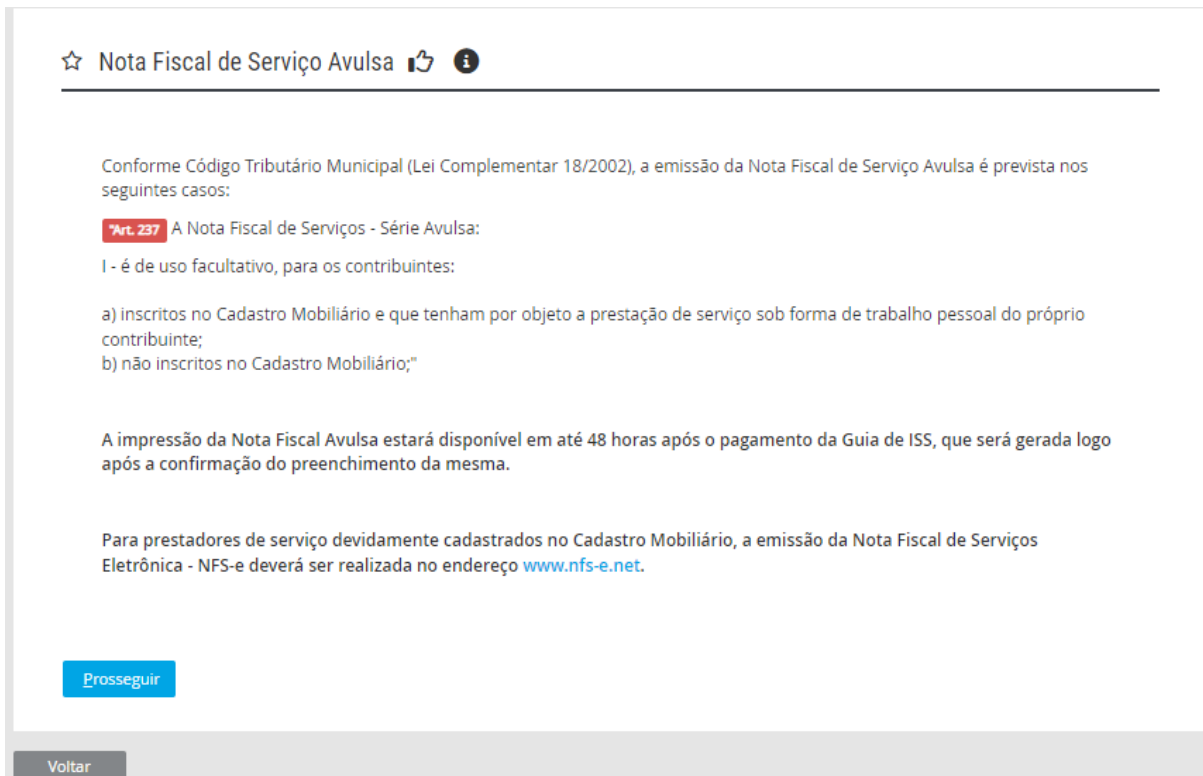 Nota Fiscal de Serviço Avulsa
Conforme Código Tributário Municipal (Lei Complementar 18/2002), a emissão da Nota Fiscal de Serviço Avulsa é prevista nos
seguintes casos:
"Art. 237 A Nota Fiscal de Serviços - Série Avulsa:
I - é de uso facultativo, para os contribuintes:
a) inscritos no Cadastro Mobiliário e que tenham por objeto a prestação de serviço sob forma de trabalho pessoal do próprio
contribuinte;
b) não inscritos no Cadastro Mobiliário;"
A impressão da Nota Fiscal Avulsa estará disponível em até 48 horas após o pagamento da Guia de ISS, que será gerada logo
após a confirmação do preenchimento da mesma.
Para prestadores de serviço devidamente cadastrados no Cadastro Mobiliário, a emissão da Nota Fiscal de Serviços
Eletrônica - NFS-e deverá ser realizada no endereço www.nfs-e.net.
Prosseguir
Voltar